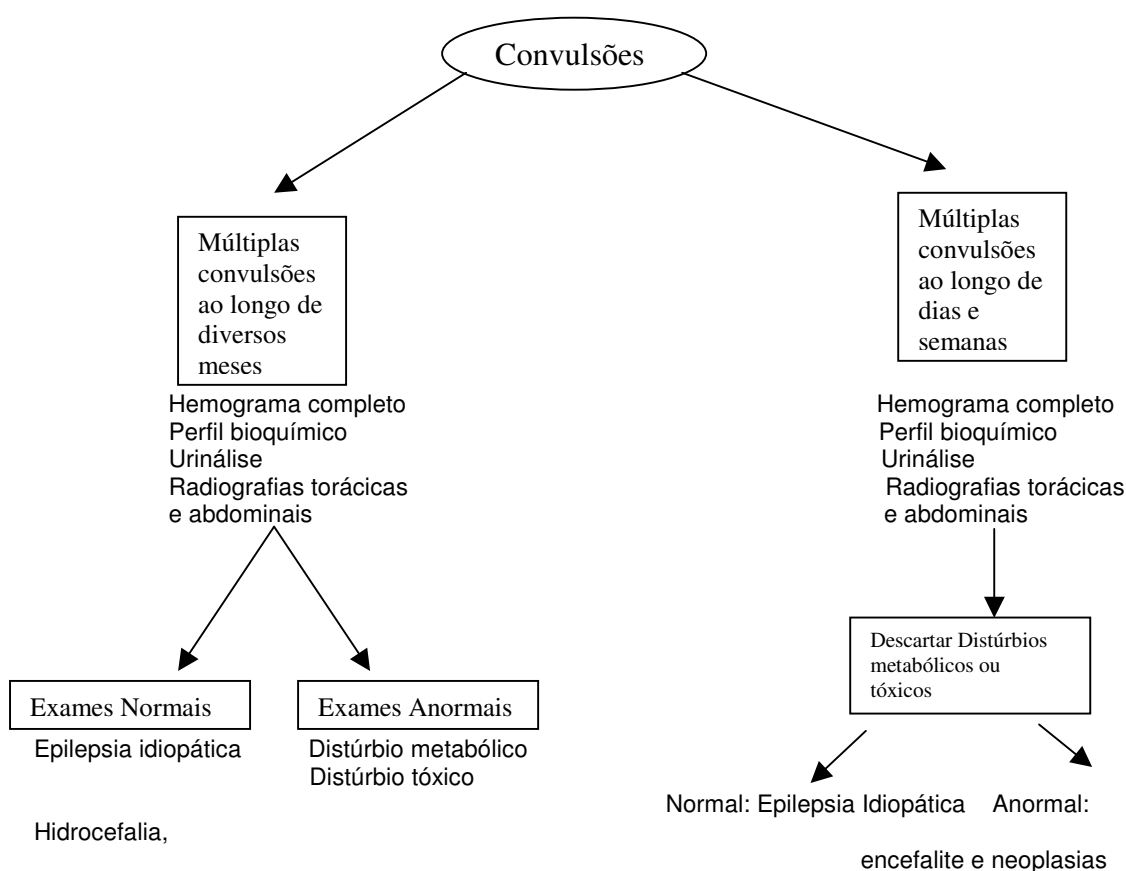 Convulsões
Múltiplas
convulsões
ao longo de
diversos
meses
Hemograma completo
Perfil bioquímico
Urinálise
Radiografias torácicas
e abdominais
Múltiplas
convulsões
ao longo de
dias e
semanas
Hemograma completo
Perfil bioquímico
Urinálise
Radiografias torácicas
e abdominais
Exames Normais
Epilepsia idiopática
Exames Anormais
Distúrbio metabólico
Distúrbio tóxico
Descartar Distúrbios
metabólicos ou
tóxicos
Normal: Epilepsia Idiopática Anormal:
Hidrocefalia,
encefalite e neoplasias